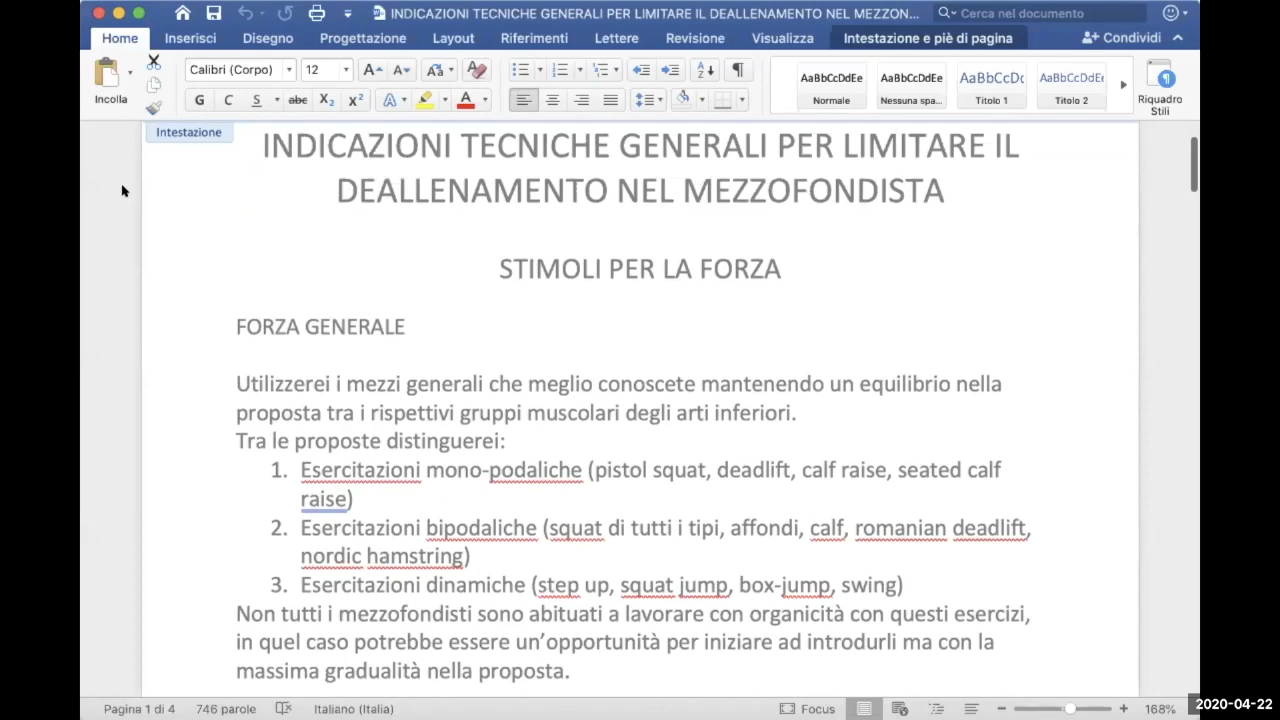 INDICAZIONI TECNICHE GENERALI PER LIMITARE IL DEALLENAMENTO NEL MEZZON...
Cerca nel documento
Home Inserisci Disegno Progettazione Layout Riferimenti Lettere Revisione Visualizza Intestazione e piè di pagina Condividi
Calibri (Corpo) 12
AaBbCcDdEe AaBbCcDdEe AaBbCcDc AaBbCcDdEe
Incolla
G C S abc X₂ X²
Normale Nessuna spa... Titolo 1 Titolo 2
Riquadro
Stili
Intestazione
INDICAZIONI TECNICHE GENERALI PER LIMITARE IL
DEALLENAMENTO NEL MEZZOFONDISTA
STIMOLI PER LA FORZA
FORZA GENERALE
Utilizzerei i mezzi generali che meglio conoscete mantenendo un equilibrio nella
proposta tra i rispettivi gruppi muscolari degli arti inferiori.
Tra le proposte distinguerei:
1. Esercitazioni mono-podaliche (pistol squat, deadlift, calf raise, seated calf
raise)
2. Esercitazioni bipodaliche (squat di tutti i tipi, affondi, calf, romanian deadlift,
nordic hamstring)
3. Esercitazioni dinamiche (step up, squat jump, box-jump, swing)
Non tutti i mezzofondisti sono abituati a lavorare con organicità con questi esercizi,
in quel caso potrebbe essere un’opportunità per iniziare ad introdurli ma con la
massima gradualità nella proposta.
Pagina 1 di 4 746 parole Italiano (Italia) Focus 168%
2020-04-22